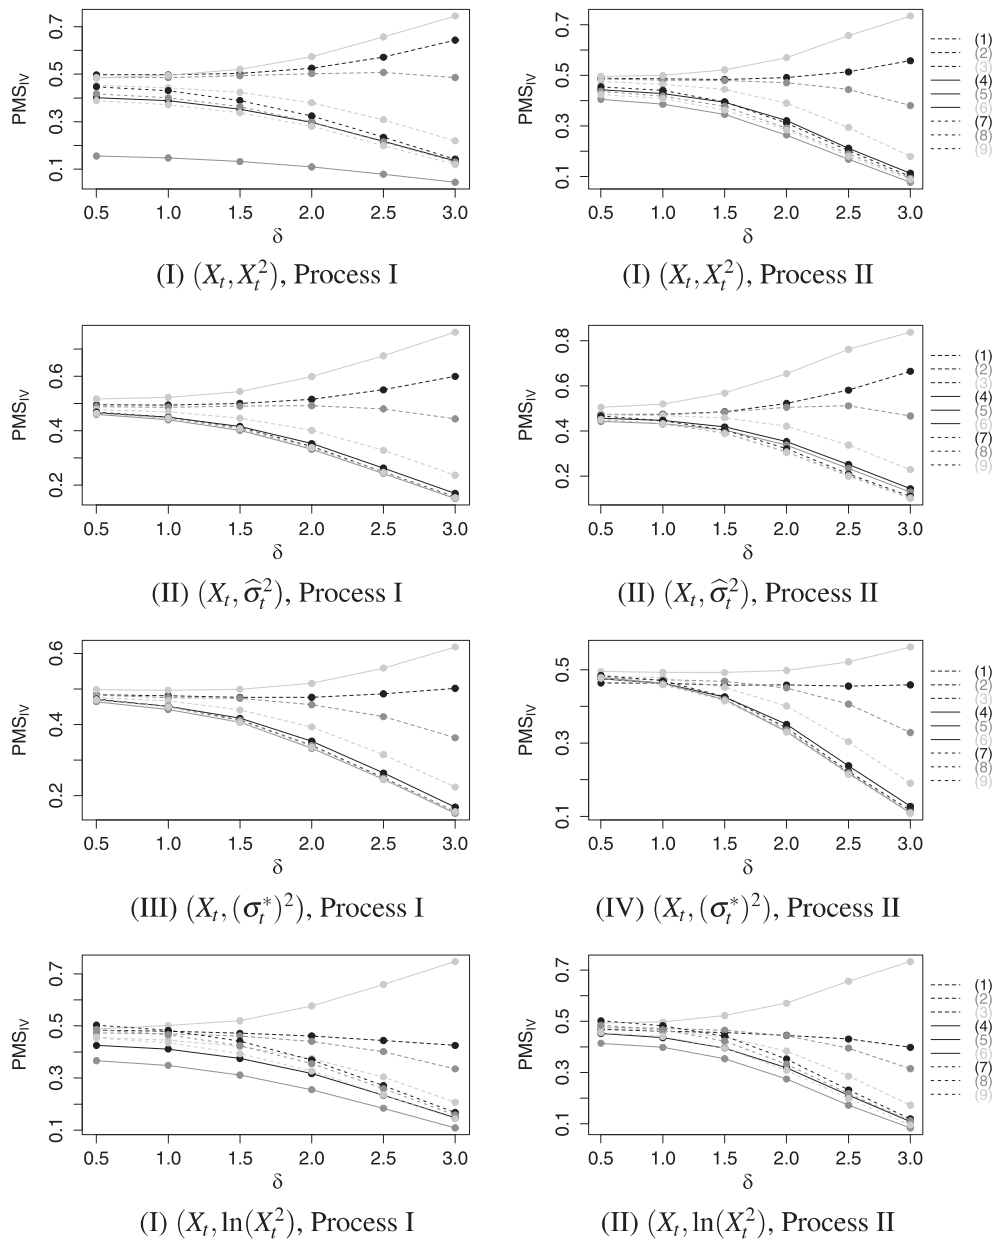 PMS_IV
0.1 0.3 0.5 0.7
0.5 1.0 1.5 2.0 2.5 3.0
δ
(I) (X_t, X_t^2), Process I
PMS_IV
0.1 0.3 0.5 0.7
0.5 1.0 1.5 2.0 2.5 3.0
δ
(I) (X_t, X_t^2), Process II
(1)
(2)
(3)
(4)
(5)
(6)
(7)
(8)
(9)
PMS_IV
0.2 0.4 0.6
0.5 1.0 1.5 2.0 2.5 3.0
δ
(II) (X_t, σ̂_t^2), Process I
PMS_IV
0.2 0.4 0.6 0.8
0.5 1.0 1.5 2.0 2.5 3.0
δ
(II) (X_t, σ̂_t^2), Process II
(1)
(2)
(3)
(4)
(5)
(6)
(7)
(8)
(9)
PMS_IV
0.2 0.4 0.6
0.5 1.0 1.5 2.0 2.5 3.0
δ
(III) (X_t, (σ_t^*)^2), Process I
PMS_IV
0.1 0.3 0.5
0.5 1.0 1.5 2.0 2.5 3.0
δ
(IV) (X_t, (σ_t^*)^2), Process II
(1)
(2)
(3)
(4)
(5)
(6)
(7)
(8)
(9)
PMS_IV
0.1 0.3 0.5 0.7
0.5 1.0 1.5 2.0 2.5 3.0
δ
(I) (X_t, ln(X_t^2), Process I
PMS_IV
0.1 0.3 0.5 0.7
0.5 1.0 1.5 2.0 2.5 3.0
δ
(II) (X_t, ln(X_t^2), Process II
(1)
(2)
(3)
(4)
(5)
(6)
(7)
(8)
(9)